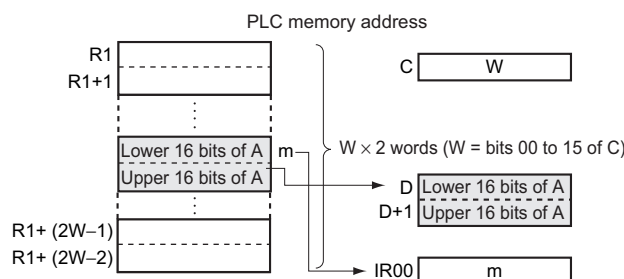 PLC memory address
R1
R1+1
C W
Lower 16 bits of A m
Upper 16 bits of A
W × 2 words (W = bits 00 to 15 of C)
D Lower 16 bits of A
D+1 Upper 16 bits of A
R1+ (2W–1)
R1+ (2W–2)
IR00 m